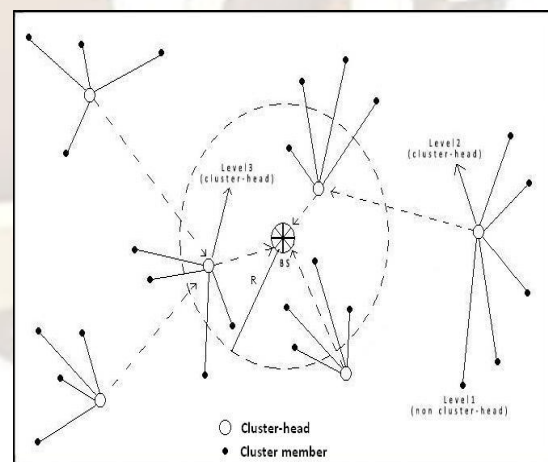 Level3
(cluster-head)
Level2
(cluster-head)
BS
R
Level1
(non cluster-head)
Cluster-head
Cluster member